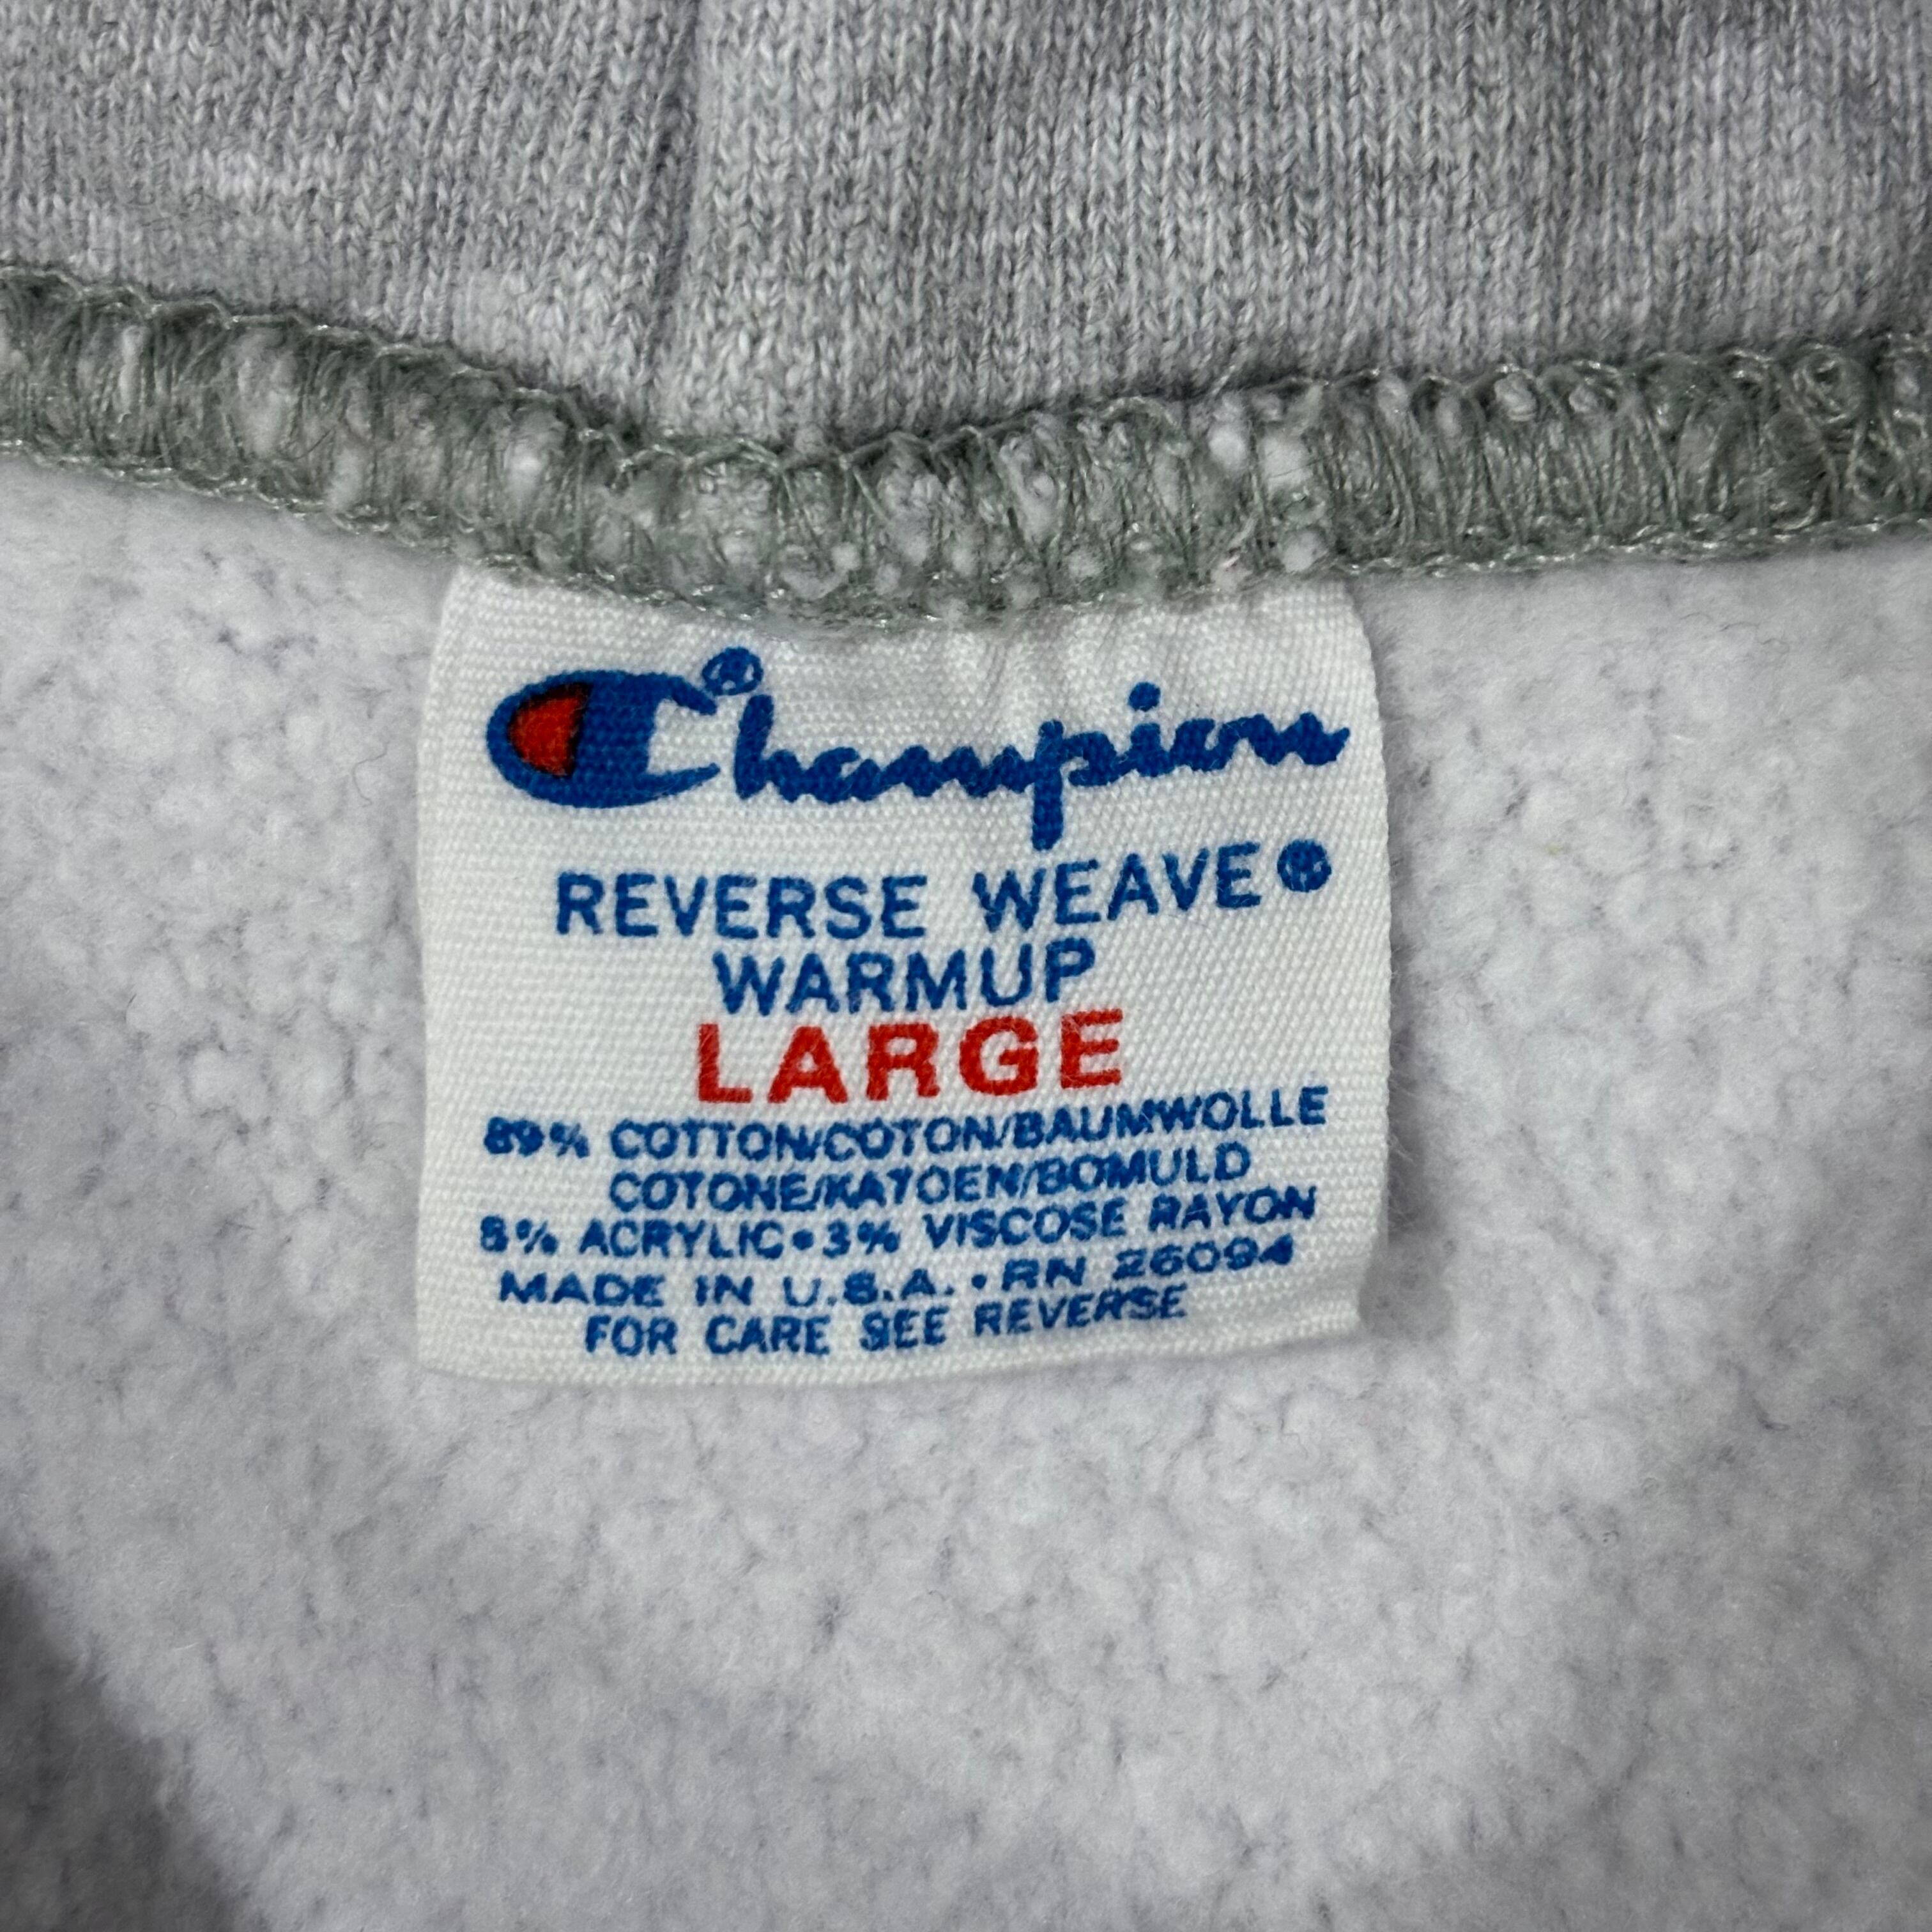 Champion®
REVERSE WEAVE®
WARMUP
LARGE
89% COTTON/COTON/BAUMWOLLE
COTONE/KATOEN/BOMULD
8% ACRYLIC•3% VISCOSE RAYON
MADE IN U.S.A.•RN 26094
FOR CARE SEE REVERSE